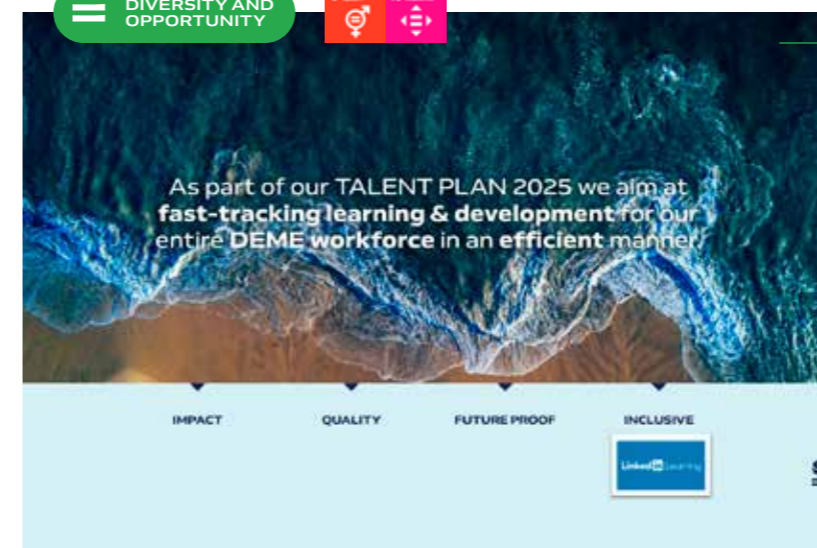 DIVERSITY AND
OPPORTUNITY
As part of our TALENT PLAN 2025 we aim at
fast-tracking learning & development for our
entire DEME workforce in an efficient manner.
IMPACT
QUALITY
FUTURE PROOF
INCLUSIVE
Linked in Learning